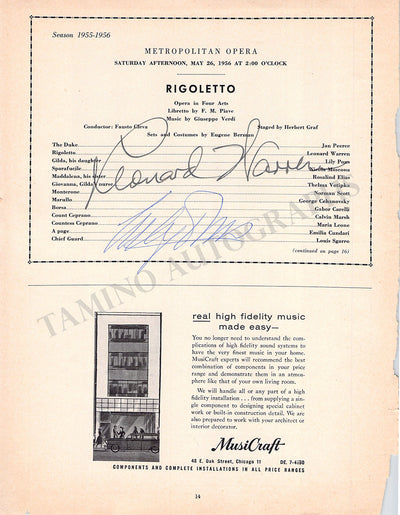 Season 1955-1956
METROPOLITAN OPERA
SATURDAY AFTERNOON, MAY 26, 1956 AT 2:00 O'CLOCK
RIGOLETTO
Opera in Four Acts
Libretto by F. M. Piave
Music by Giuseppe Verdi
Conductor: Fausto Cleva Staged by Herbert Graf
Sets and Costumes by Eugene Berman
The Duke Jan Peerce
Rigoletto Leonard Warren
Gilda, his daughter Lily Pons
Sparafucile Nicola Moscona
Maddalena, his sister Rosalind Elias
Giovanna, Gilda's nurse Thelma Votipka
Monterone Norman Scott
Marullo George Cehanovsky
Borsa Gabor Carelli
Count Ceprano Calvin Marsh
Countess Ceprano Maria Leone
A page Emilia Cundari
Chief Guard Louis Sgarro
(continued on page 16)
Leonard Warren
Lily Pons
TAMINO AUTOGRAPHS
real high fidelity music
made easy—
You no longer need to understand the com-
plications of high fidelity sound systems to
have the very finest music in your home.
MusiCraft experts will recommend the best
combination of components in your price
range and demonstrate them in an atmos-
phere like that of your own living room.
We will handle all or any part of a high
fidelity installation . . . from supplying a sin-
gle component to designing special cabinet
work or built-in construction detail. We are
also prepared to work with your architect or
interior decorator.
MusiCraft
48 E. Oak Street, Chicago 11 DE. 7-4150
COMPONENTS AND COMPLETE INSTALLATIONS IN ALL PRICE RANGES
14